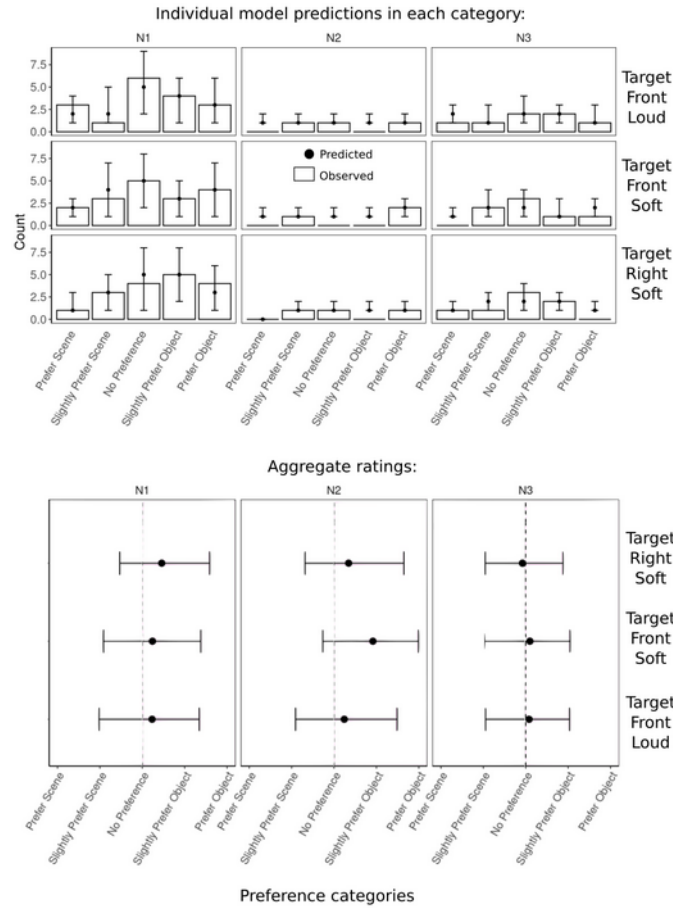 Individual model predictions in each category:
N1 N2 N3
7.5
5.0
2.5
0.0
Target
Front
Loud
7.5
5.0
2.5
0.0
Predicted
Observed
Target
Front
Soft
Count
7.5
5.0
2.5
0.0
Target
Right
Soft
Prefer Scene
Slightly Prefer Scene
No Preference
Slightly Prefer Object
Prefer Object
Prefer Scene
Slightly Prefer Scene
No Preference
Slightly Prefer Object
Prefer Object
Prefer Scene
Slightly Prefer Scene
No Preference
Slightly Prefer Object
Prefer Object
Aggregate ratings:
N1 N2 N3
Target
Right
Soft
Target
Front
Soft
Target
Front
Loud
Prefer Scene
Slightly Prefer Scene
No Preference
Slightly Prefer Object
Prefer Object
Prefer Scene
Slightly Prefer Scene
No Preference
Slightly Prefer Object
Prefer Object
Prefer Scene
Slightly Prefer Scene
No Preference
Slightly Prefer Object
Prefer Object
Preference categories